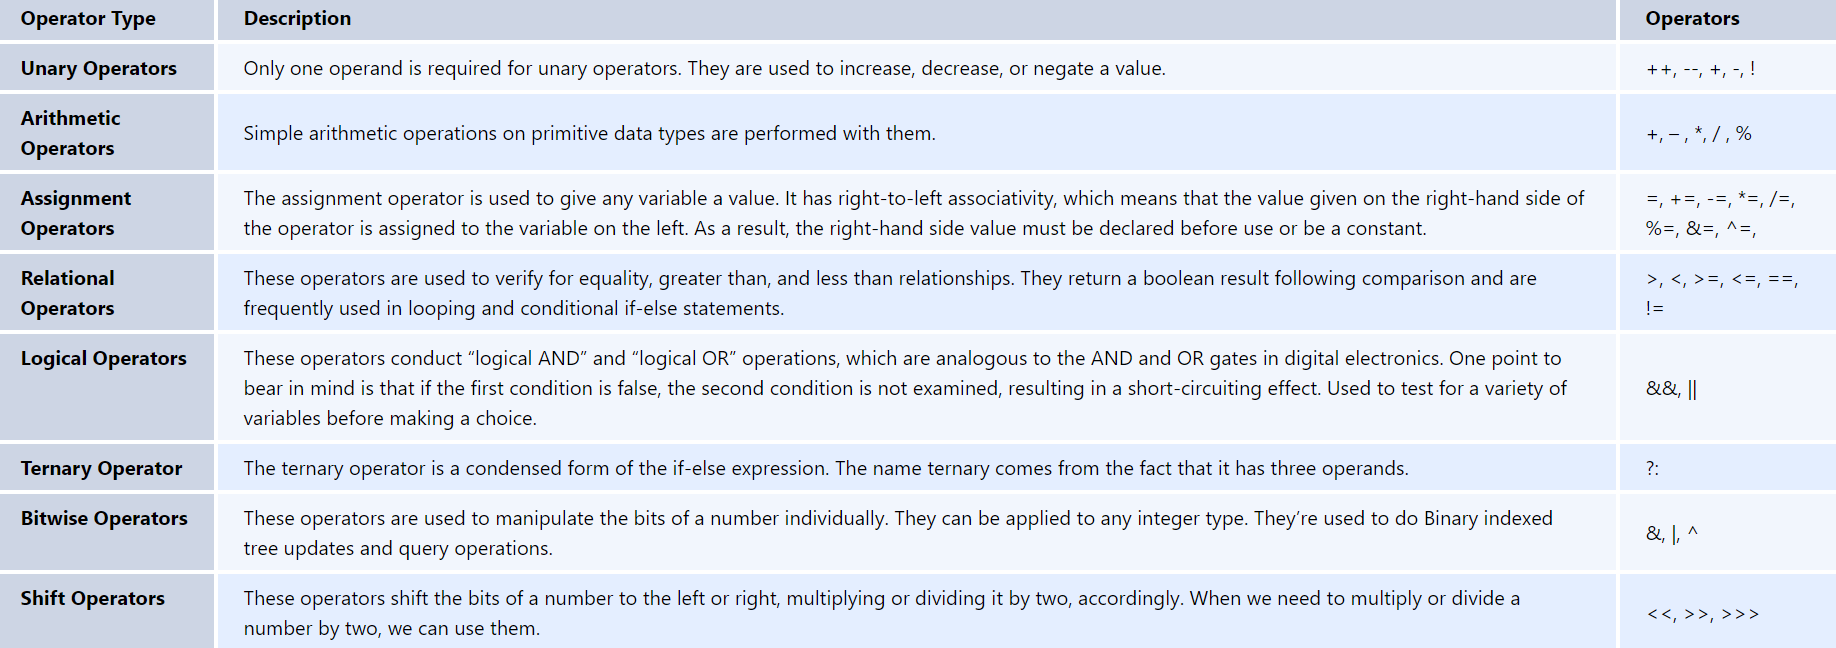 Operator Type Description Operators
Unary Operators Only one operand is required for unary operators. They are used to increase, decrease, or negate a value. ++, --, +, -, !
Arithmetic
Operators
Simple arithmetic operations on primitive data types are performed with them.
+, – , *, / , %
Assignment
Operators
The assignment operator is used to give any variable a value. It has right-to-left associativity, which means that the value given on the right-hand side of
the operator is assigned to the variable on the left. As a result, the right-hand side value must be declared before use or be a constant.
=, +=, -=, *=, /=,
%=, &=, ^=,
Relational
Operators
These operators are used to verify for equality, greater than, and less than relationships. They return a boolean result following comparison and are
frequently used in looping and conditional if-else statements.
>, <, >=, <=, ==,
!=
Logical Operators
These operators conduct “logical AND” and “logical OR” operations, which are analogous to the AND and OR gates in digital electronics. One point to
bear in mind is that if the first condition is false, the second condition is not examined, resulting in a short-circuiting effect. Used to test for a variety of
variables before making a choice.
&&, ||
Ternary Operator The ternary operator is a condensed form of the if-else expression. The name ternary comes from the fact that it has three operands. ?:
Bitwise Operators
These operators are used to manipulate the bits of a number individually. They can be applied to any integer type. They’re used to do Binary indexed
tree updates and query operations.
&, |, ^
Shift Operators
These operators shift the bits of a number to the left or right, multiplying or dividing it by two, accordingly. When we need to multiply or divide a
number by two, we can use them.
<<, >>, >>>